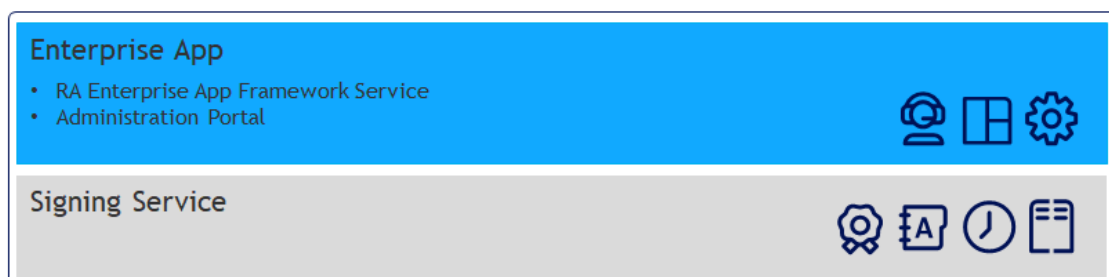 Enterprise App
• RA Enterprise App Framework Service
• Administration Portal
Signing Service
A